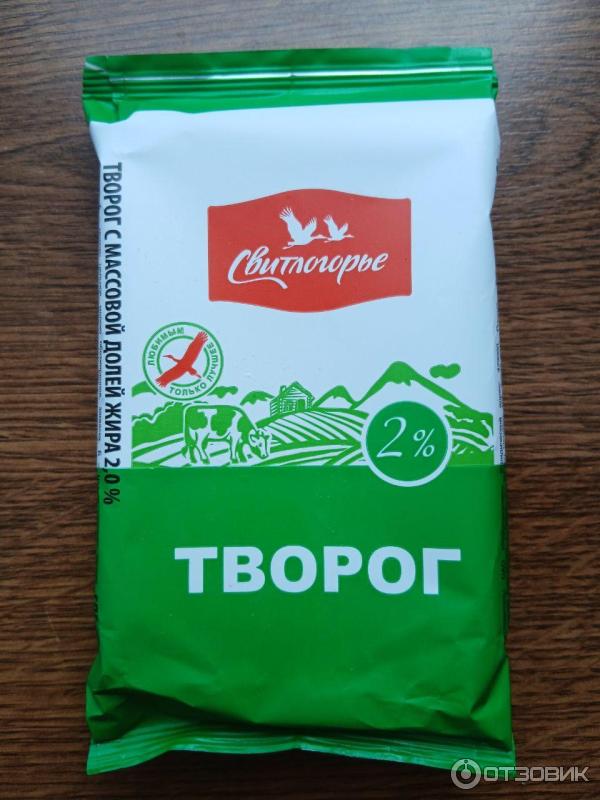 Свитлогорье
ЛЮБИМЫМ
ТОЛЬКО ЛУЧШЕЕ
2%
ТВОРОГ
ТВОРОГ С МАССОВОЙ ДОЛЕЙ ЖИРА 2,0 %
ОТЗОВИК